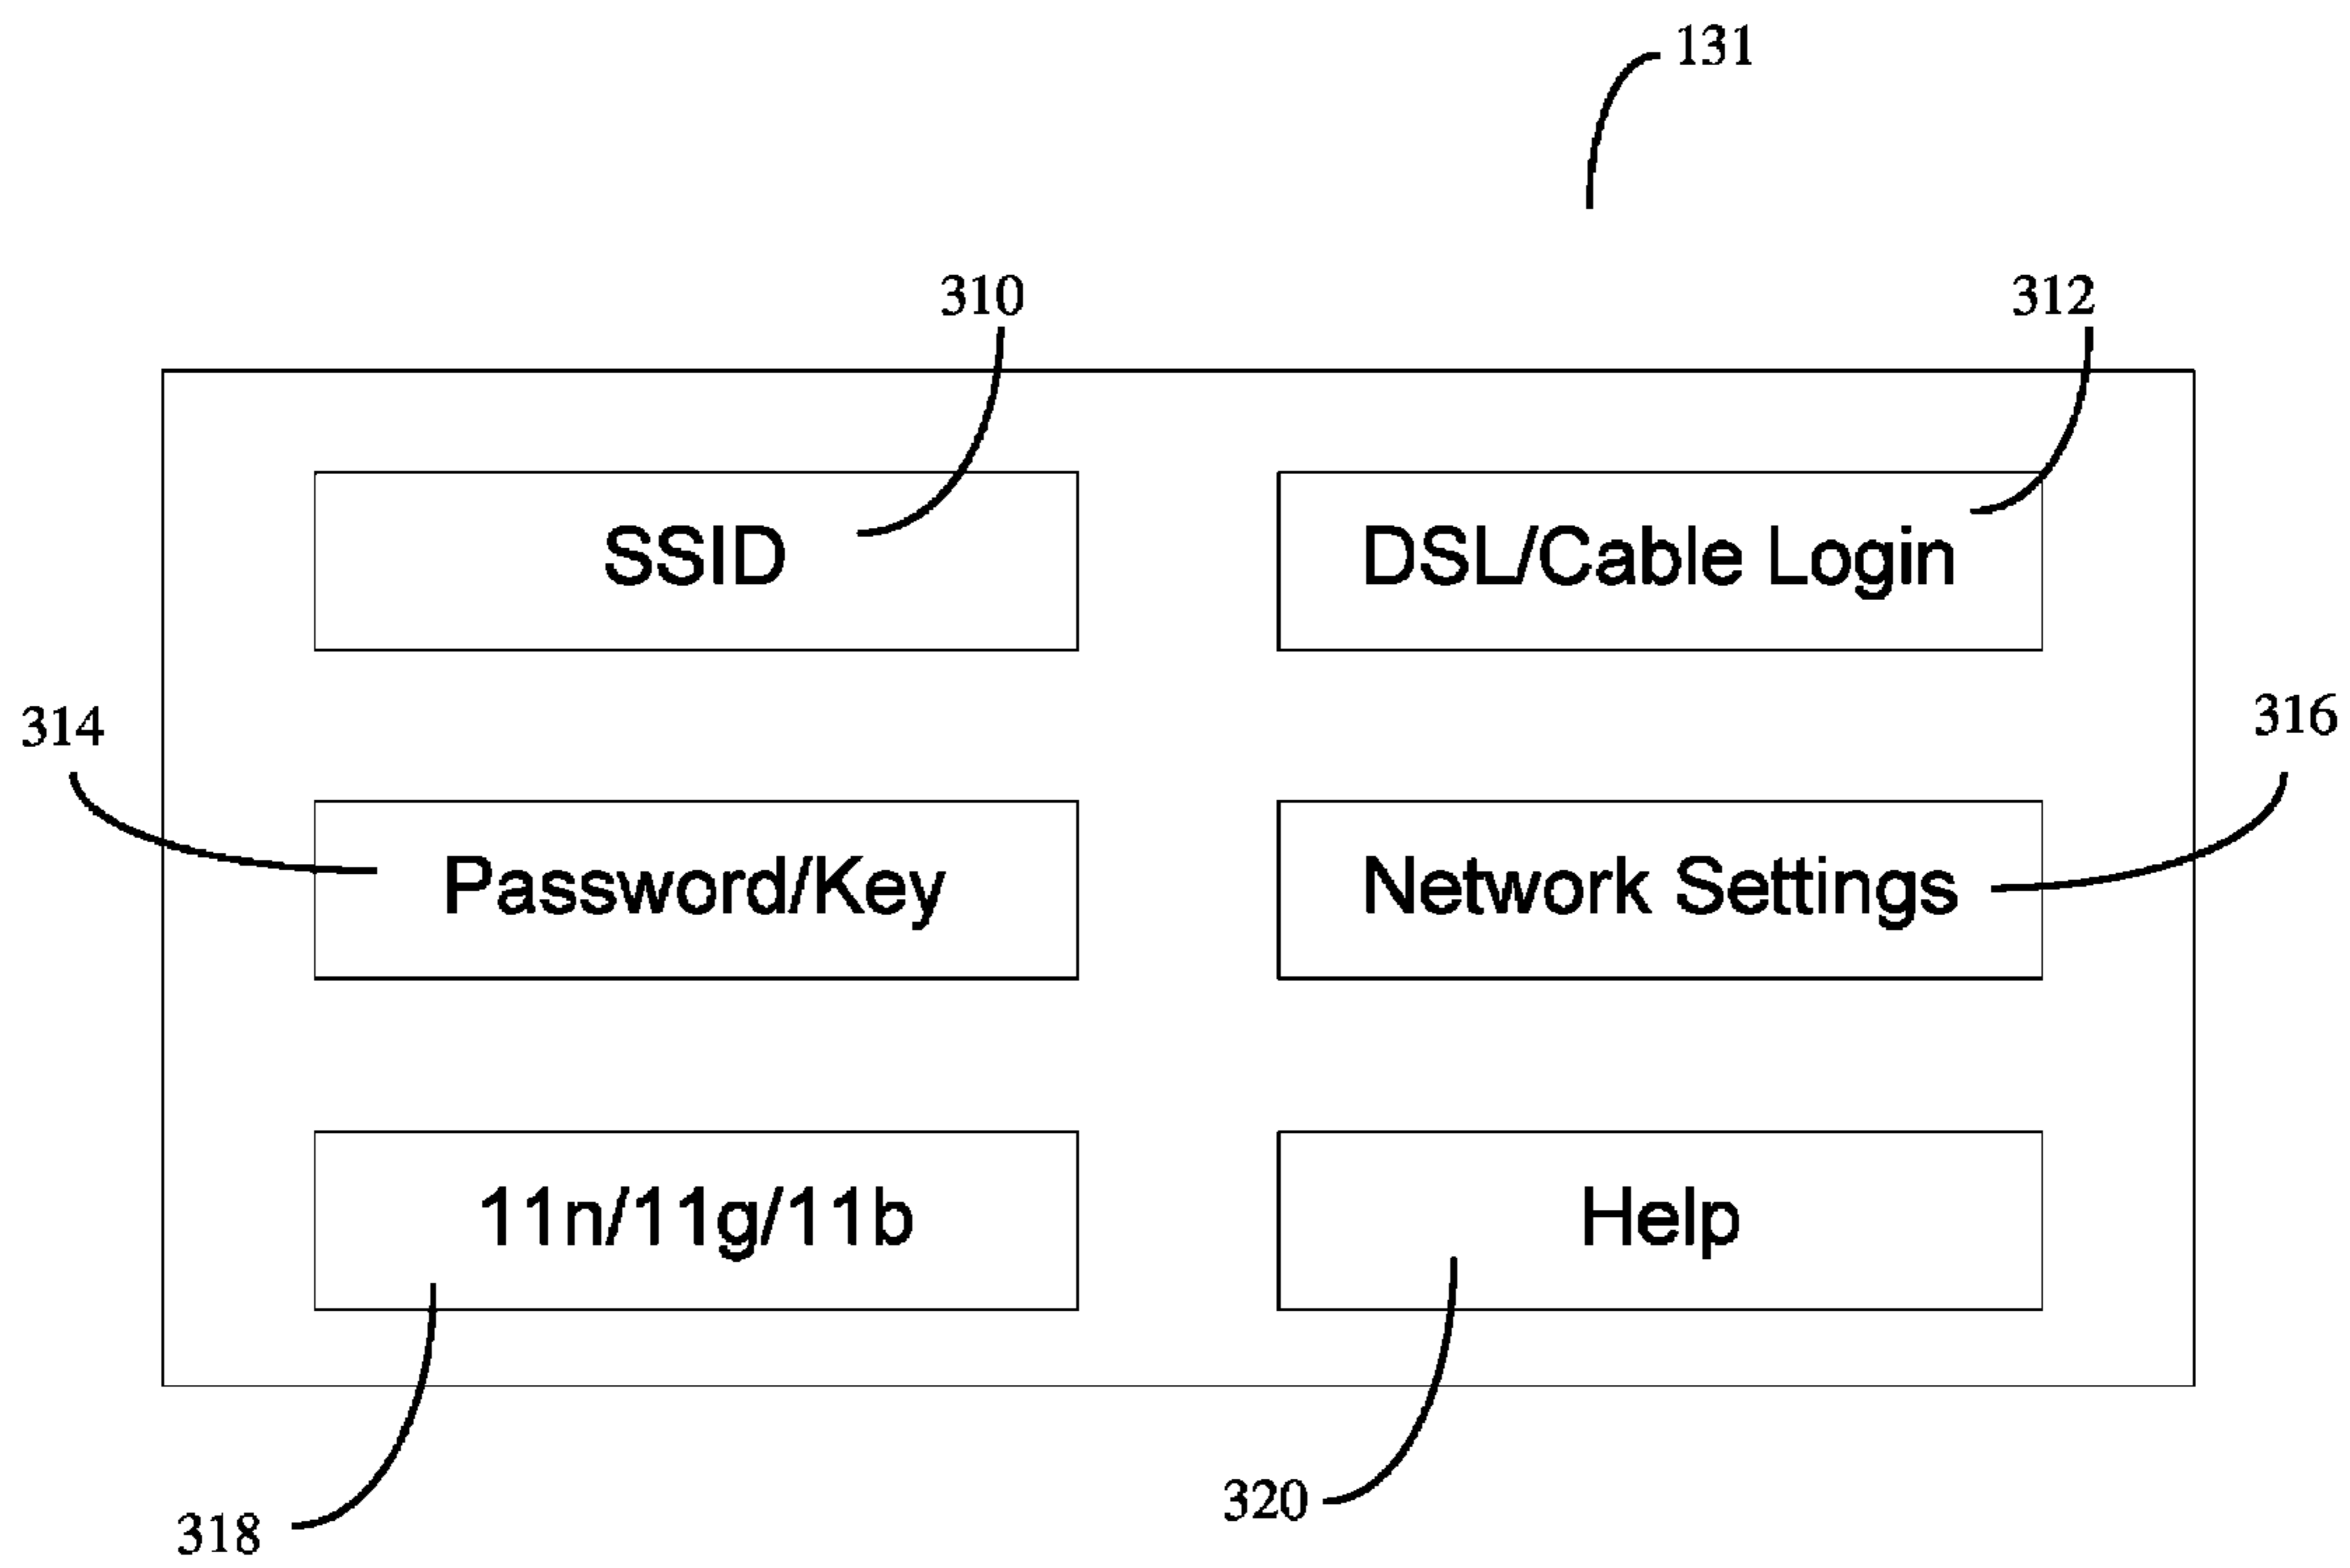 131
310
312
SSID
DSL/Cable Login
314
316
Password/Key
Network Settings
11n/11g/11b
Help
318
320